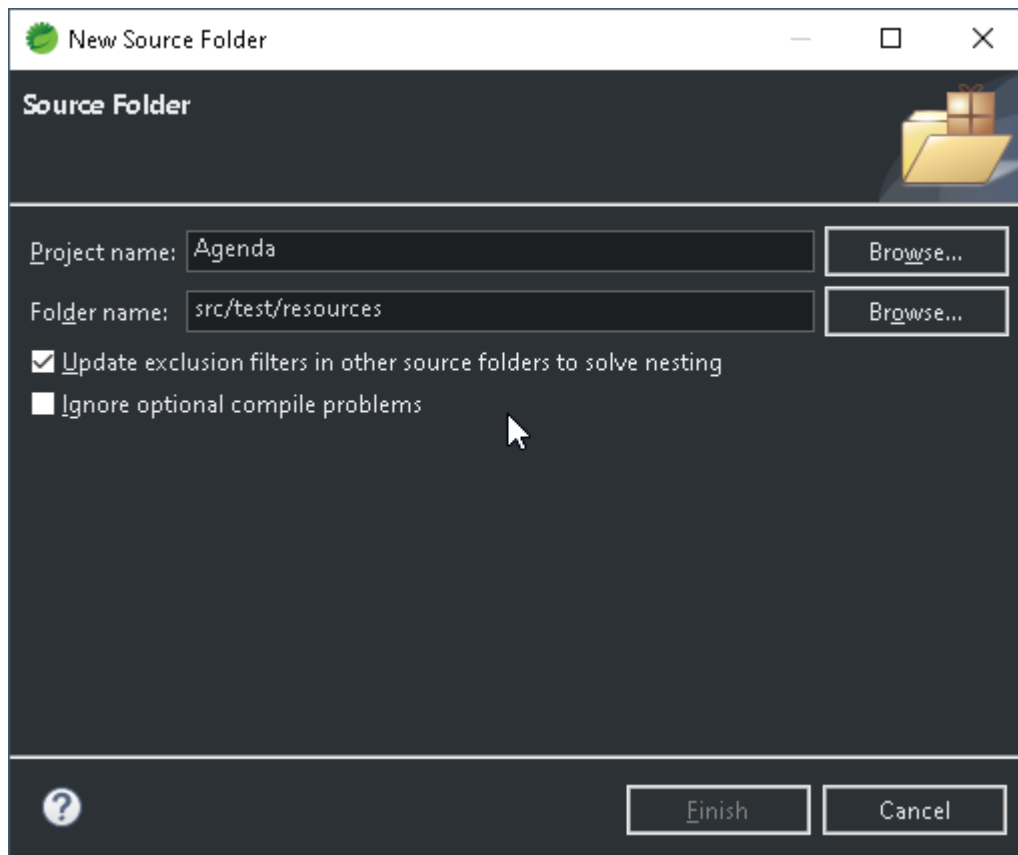 New Source Folder
Source Folder
Project name: Agenda Browse...
Folder name: src/test/resources Browse...
Update exclusion filters in other source folders to solve nesting
Ignore optional compile problems
? Finish Cancel